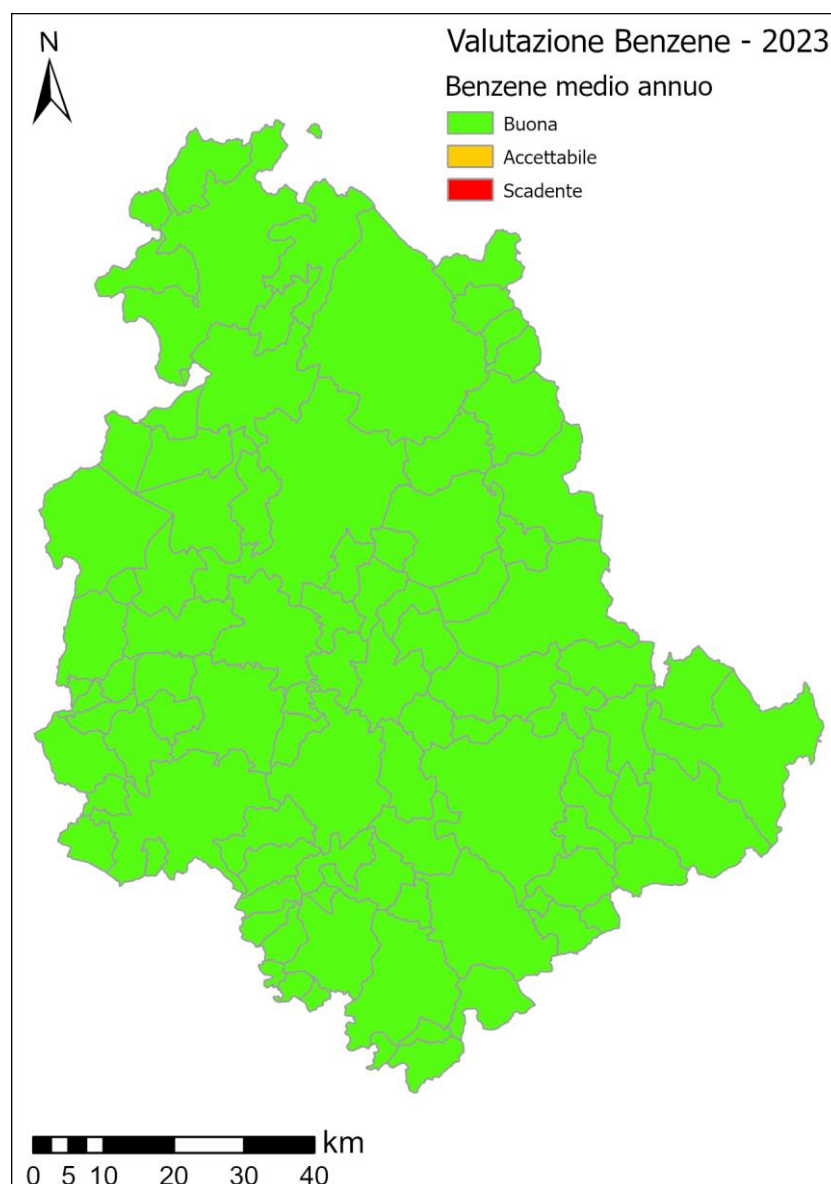 N
Valutazione Benzene - 2023
Benzene medio annuo
Buona
Accettabile
Scadente
km
0 5 10 20 30 40